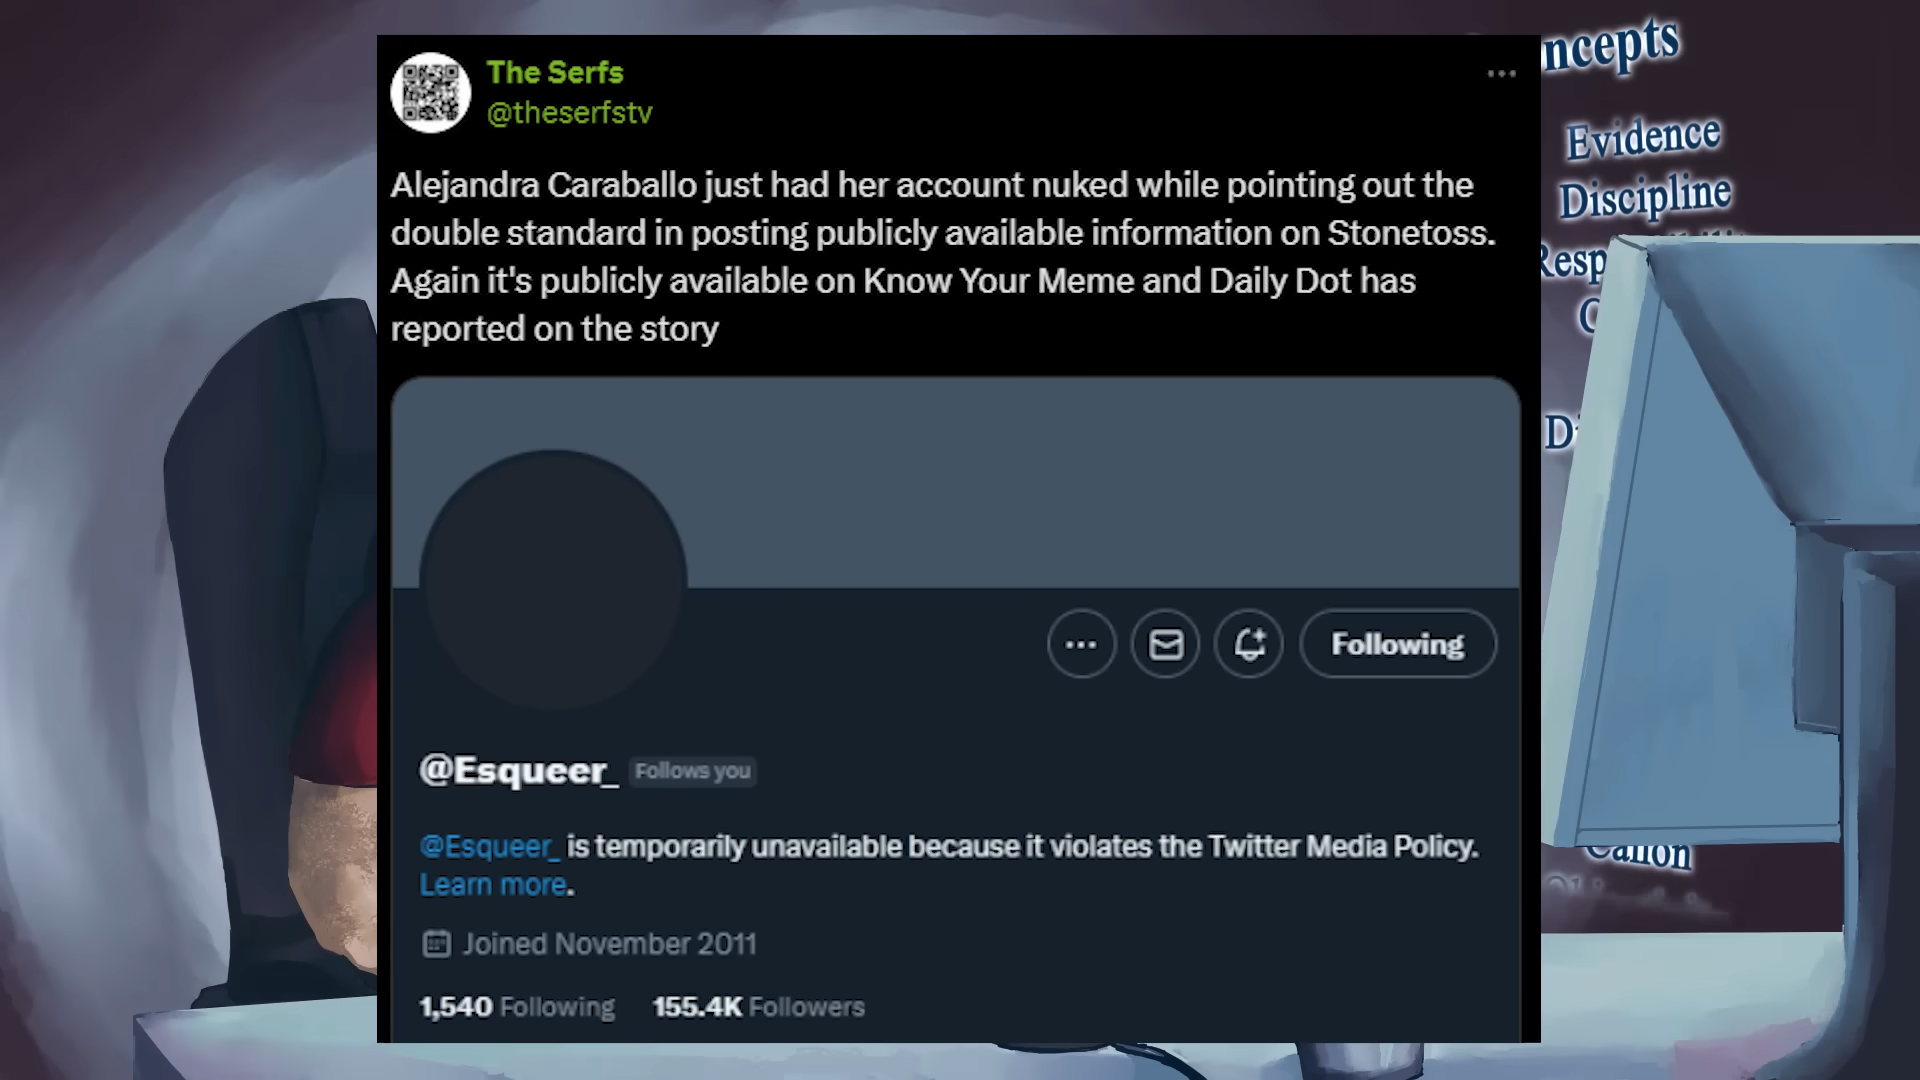 The Serfs
@theserfstv
Alejandra Caraballo just had her account nuked while pointing out the
double standard in posting publicly available information on Stonetoss.
Again it's publicly available on Know Your Meme and Daily Dot has
reported on the story
Following
@Esqueer_ Follows you
@Esqueer_ is temporarily unavailable because it violates the Twitter Media Policy.
Learn more.
Joined November 2011
1,540 Following 155.4K Followers
ncepts
Evidence
Discipline
Resp
C
D
Canon